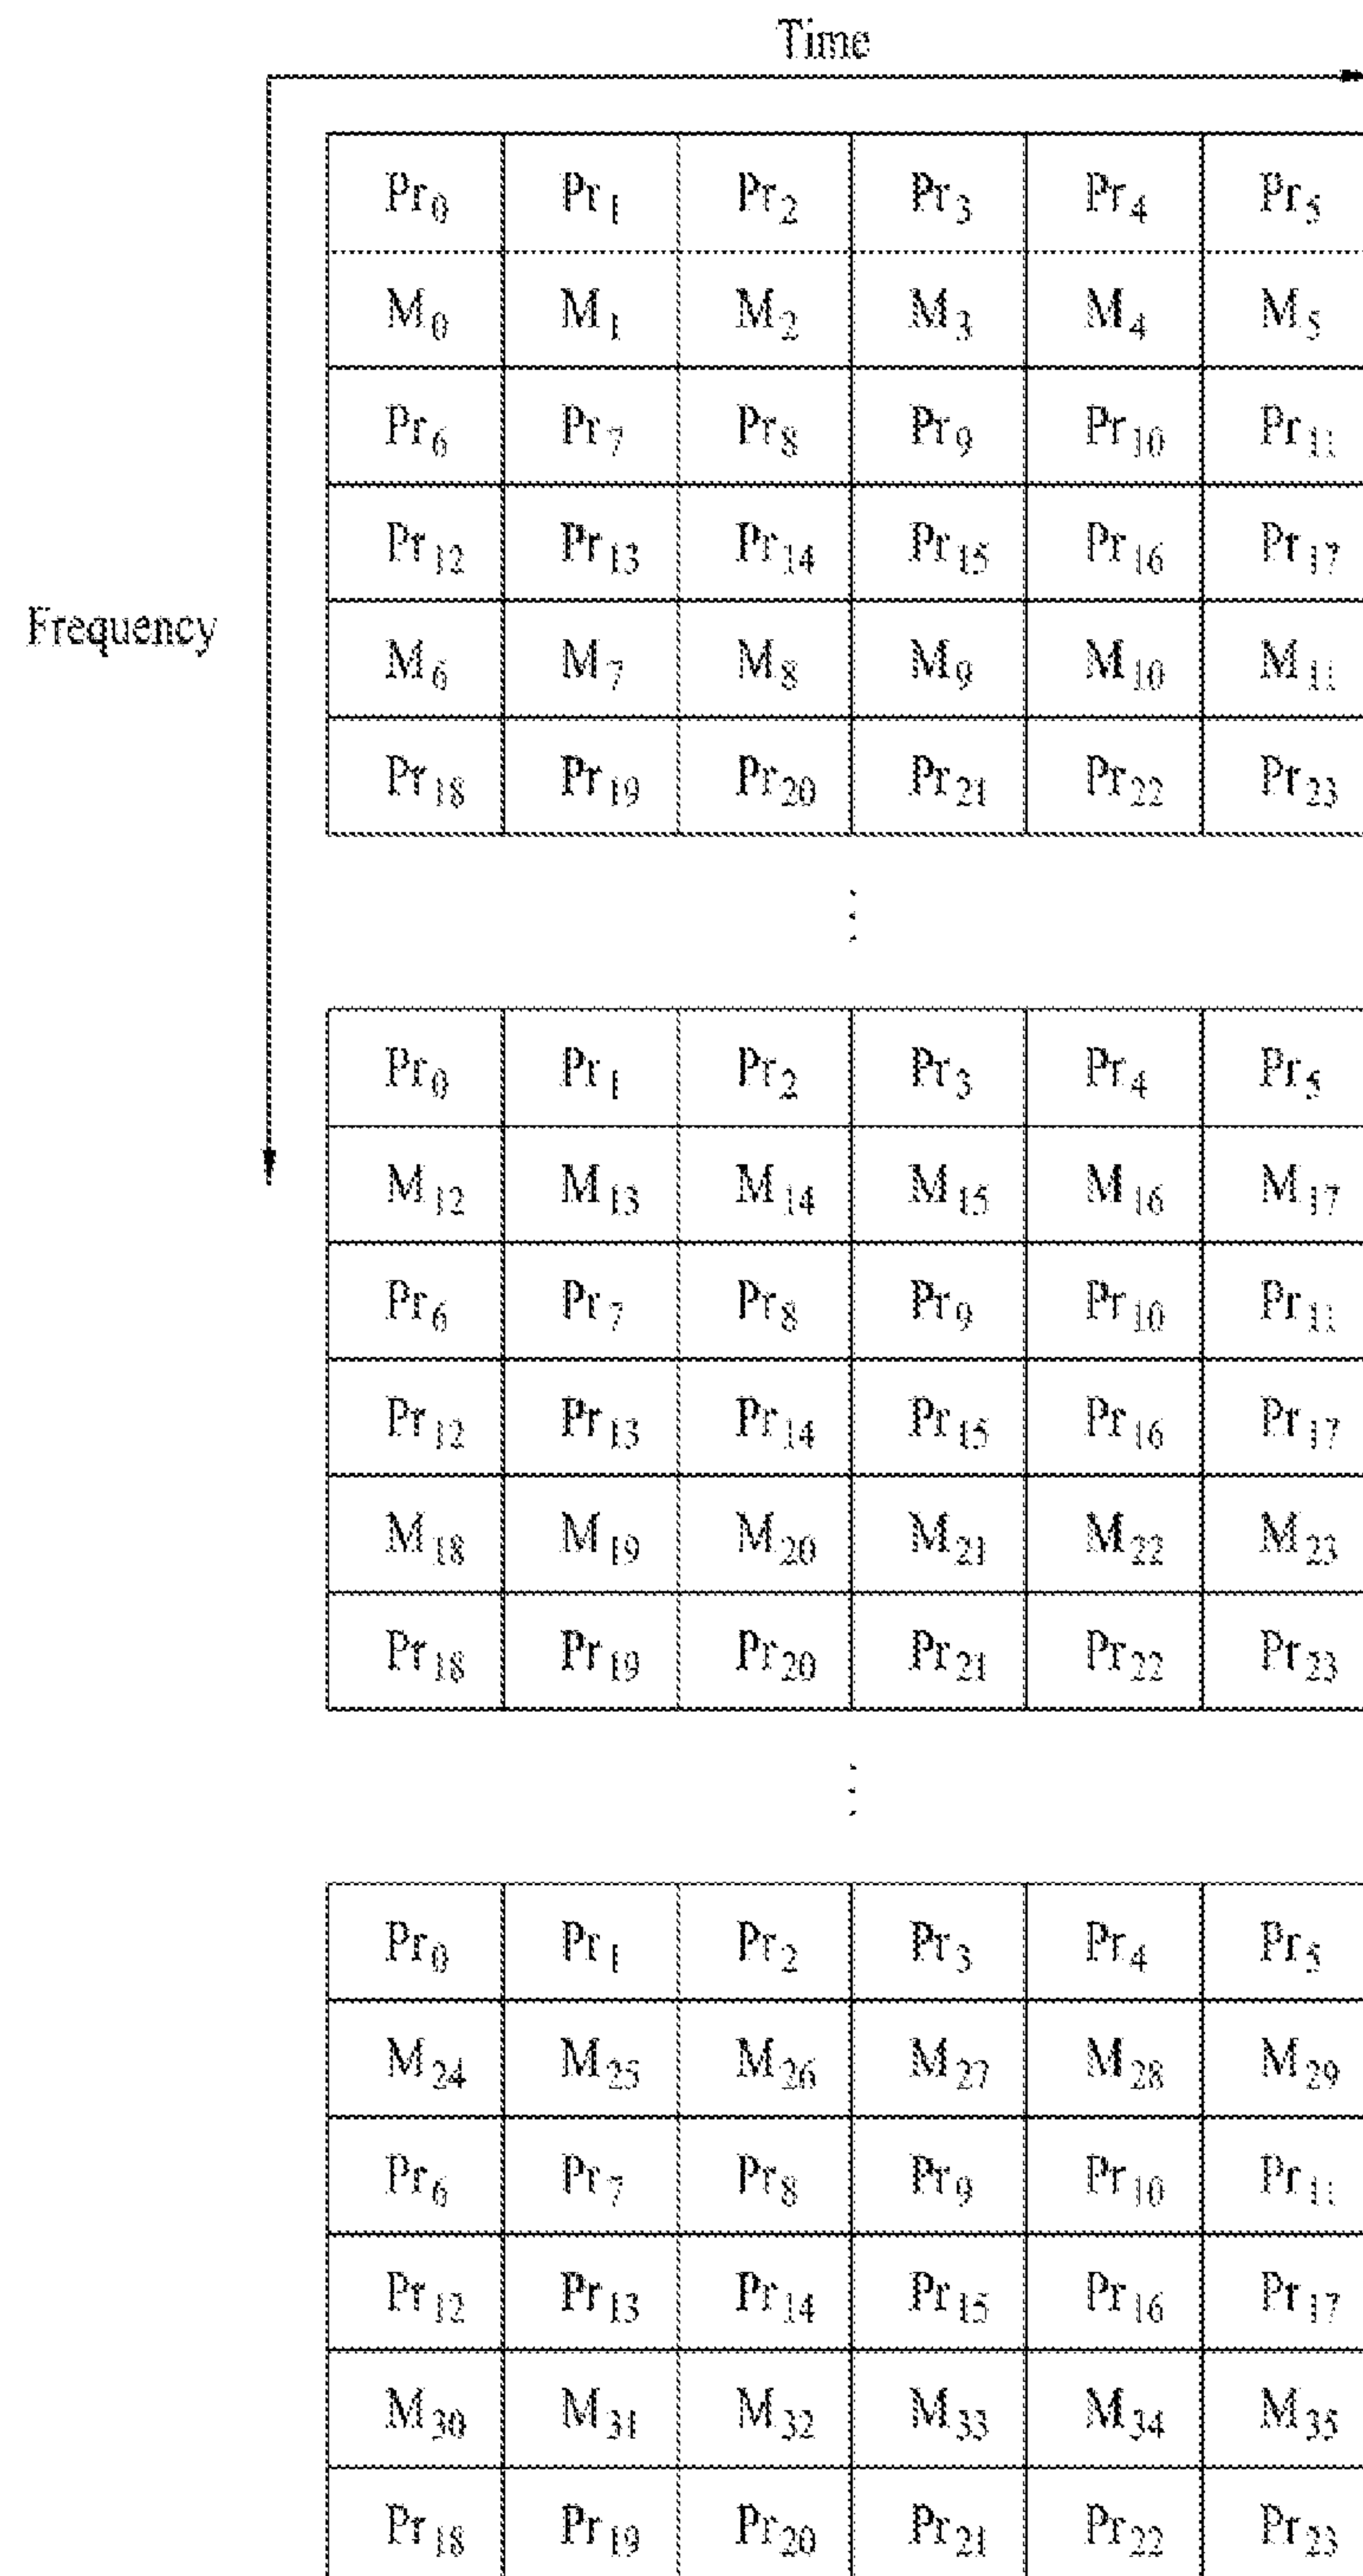 Time
Frequency
Pr0 Pr1 Pr2 Pr3 Pr4 Pr5
M0 M1 M2 M3 M4 M5
Pr6 Pr7 Pr8 Pr9 Pr10 Pr11
Pr12 Pr13 Pr14 Pr15 Pr16 Pr17
M6 M7 M8 M9 M10 M11
Pr18 Pr19 Pr20 Pr21 Pr22 Pr23
⋮
Pr0 Pr1 Pr2 Pr3 Pr4 Pr5
M12 M13 M14 M15 M16 M17
Pr6 Pr7 Pr8 Pr9 Pr10 Pr11
Pr12 Pr13 Pr14 Pr15 Pr16 Pr17
M18 M19 M20 M21 M22 M23
Pr18 Pr19 Pr20 Pr21 Pr22 Pr23
⋮
Pr0 Pr1 Pr2 Pr3 Pr4 Pr5
M24 M25 M26 M27 M28 M29
Pr6 Pr7 Pr8 Pr9 Pr10 Pr11
Pr12 Pr13 Pr14 Pr15 Pr16 Pr17
M30 M31 M32 M33 M34 M35
Pr18 Pr19 Pr20 Pr21 Pr22 Pr23